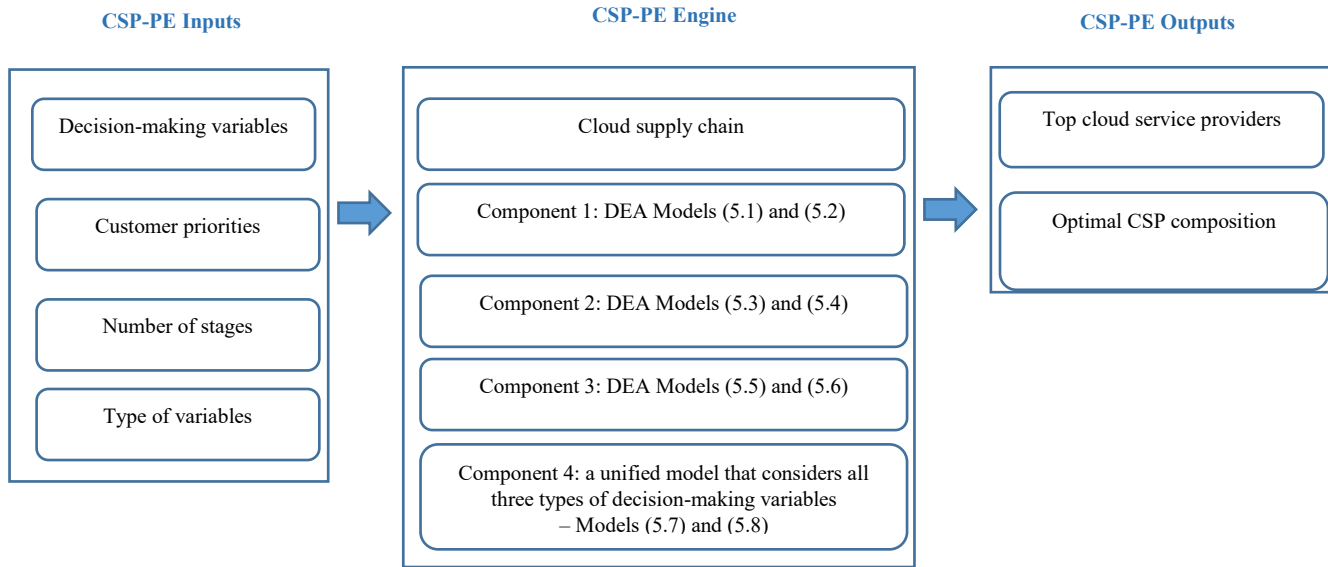 CSP-PE Inputs
Decision-making variables
Customer priorities
Number of stages
Type of variables
CSP-PE Engine
Cloud supply chain
Component 1: DEA Models (5.1) and (5.2)
Component 2: DEA Models (5.3) and (5.4)
Component 3: DEA Models (5.5) and (5.6)
Component 4: a unified model that considers all
three types of decision-making variables
– Models (5.7) and (5.8)
CSP-PE Outputs
Top cloud service providers
Optimal CSP composition